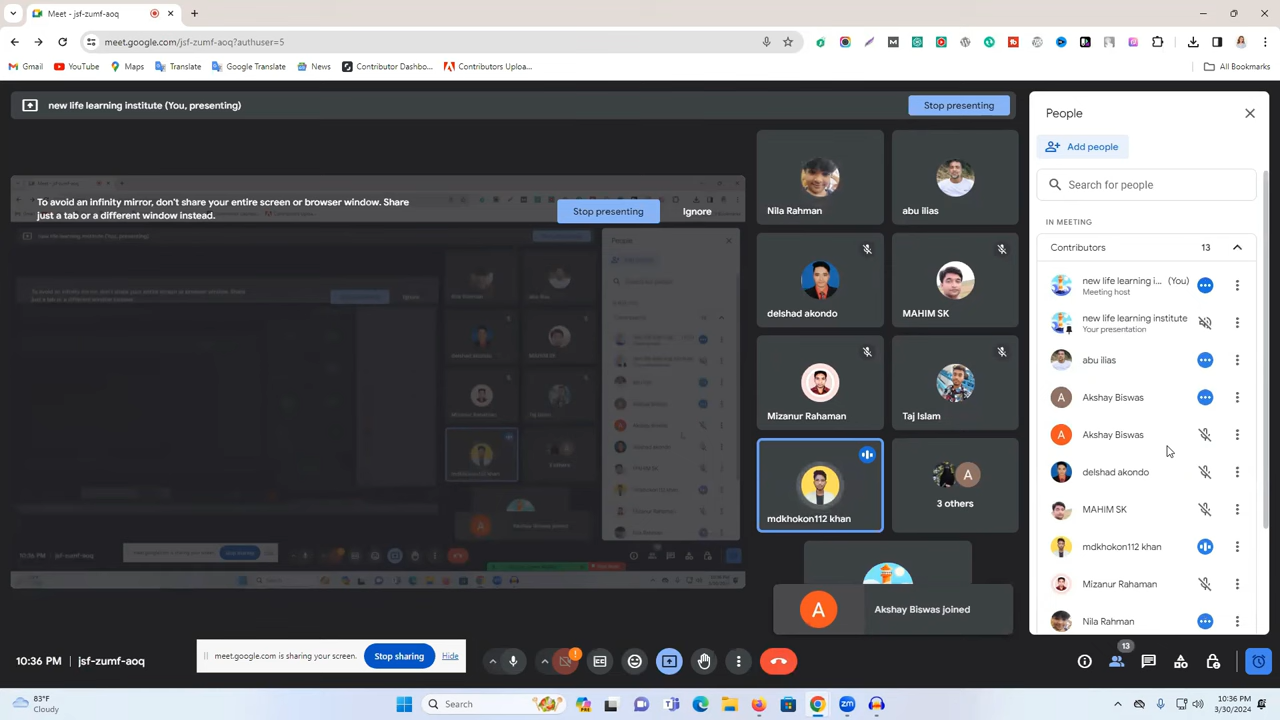 Meet - jsf-zumf-aoq
meet.google.com/jsf-zumf-aoq?authuser=5
Gmail
YouTube
Maps
Translate
Google Translate
News
Contributor Dashbo...
Contributors Uploa...
All Bookmarks
new life learning institute (You, presenting)
Stop presenting
To avoid an infinity mirror, don't share your entire screen or browser window. Share
just a tab or a different window instead.
Stop presenting
Ignore
Nila Rahman
abu ilias
delshad akondo
MAHIM SK
Mizanur Rahaman
Taj Islam
mdkhokon112 khan
A
3 others
A
Akshay Biswas joined
People
Add people
Search for people
IN MEETING
Contributors
13
new life learning i... (You)
Meeting host
new life learning institute
Your presentation
abu ilias
A
Akshay Biswas
A
Akshay Biswas
delshad akondo
MAHIM SK
mdkhokon112 khan
Mizanur Rahaman
Nila Rahman
10:36 PM | jsf-zumf-aoq
meet.google.com is sharing your screen.
Stop sharing
Hide
13
83°F
Cloudy
Search
zm
10:36 PM
3/30/2024